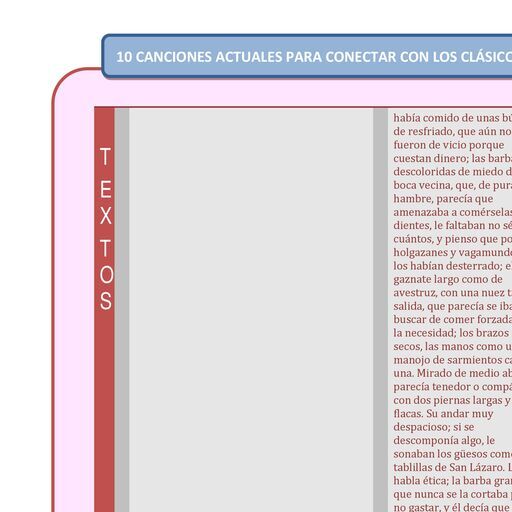 10 CANCIONES ACTUALES PARA CONECTAR CON LOS CLÁSICO
TEXTOS
había comido de unas bú
de resfriado, que aún no
fueron de vicio porque
cuestan dinero; las barb
descoloridas de miedo d
boca vecina, que, de pura
hambre, parecía que
amenazaba a comérselas
dientes, le faltaban no sé
cuántos, y pienso que po
holgazanes y vagamundo
los habían desterrado; e
gaznate largo como de
avestruz, con una nuez t
salida, que parecía se iba
buscar de comer forzada
la necesidad; los brazos
secos, las manos como u
manojo de sarmientos ca
una. Mirado de medio ab
parecía tenedor o compá
con dos piernas largas y
flacas. Su andar muy
despacioso; si se
descomponía algo, le
sonaban los güesos com
tablillas de San Lázaro. L
habla ética; la barba gran
que nunca se la cortaba
no gastar, y él decía que